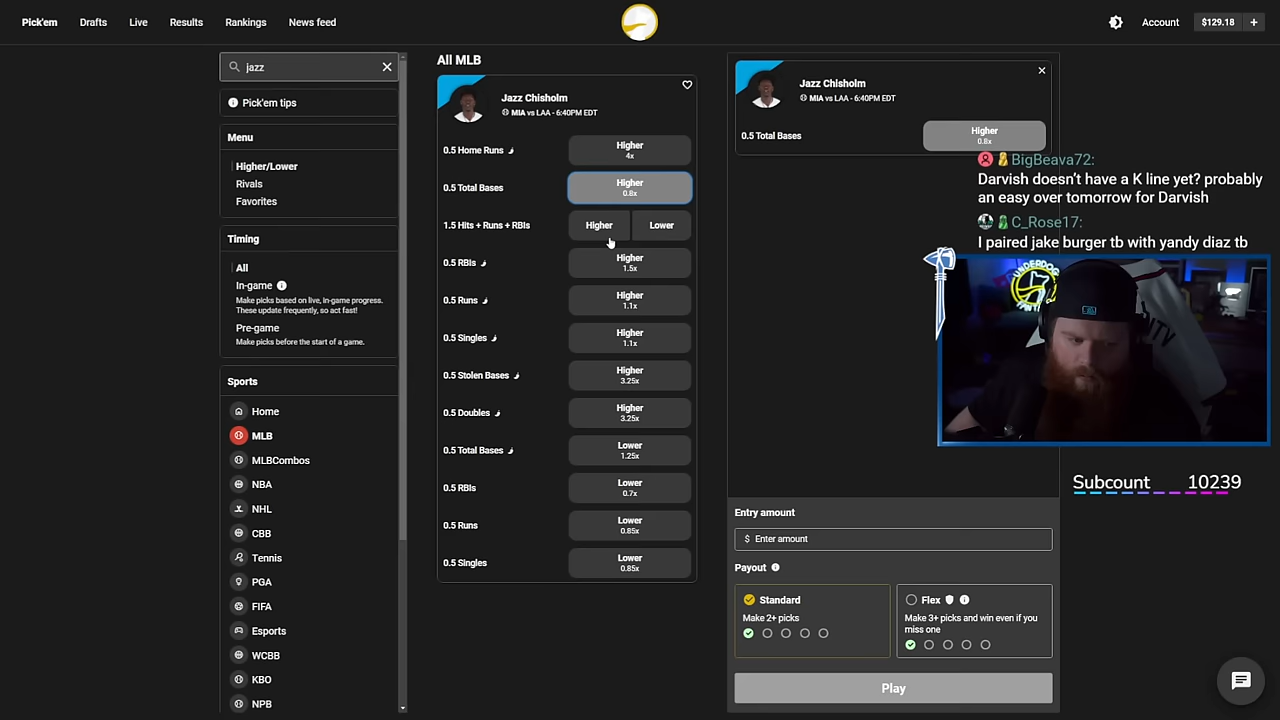 Pick'em
Drafts
Live
Results
Rankings
News feed
Account
$129.18
+
jazz
Pick'em tips
Menu
Higher/Lower
Rivals
Favorites
Timing
All
In-game
Make picks based on live, in-game progress.
These update frequently, so act fast!
Pre-game
Make picks before the start of a game.
Sports
Home
MLB
MLBCombos
NBA
NHL
CBB
Tennis
PGA
FIFA
Esports
WCBB
KBO
NPB
All MLB
Jazz Chisholm
MIA vs LAA - 6:40PM EDT
0.5 Home Runs
Higher
4x
0.5 Total Bases
Higher
0.8x
1.5 Hits + Runs + RBIs
Higher
Lower
0.5 RBIs
Higher
1.5x
0.5 Runs
Higher
1.1x
0.5 Singles
Higher
1.1x
0.5 Stolen Bases
Higher
3.25x
0.5 Doubles
Higher
3.25x
0.5 Total Bases
Lower
1.25x
0.5 RBIs
Lower
0.7x
0.5 Runs
Lower
0.85x
0.5 Singles
Lower
0.85x
Jazz Chisholm
MIA vs LAA - 6:40PM EDT
0.5 Total Bases
Higher
0.8x
BigBeava72:
Darvish doesn't have a K line yet? probably
an easy over tomorrow for Darvish
C_Rose17:
I paired jake burger tb with yandy diaz tb
UNDERDOG
Subcount 10239
Entry amount
$ Enter amount
Payout
Standard
Make 2+ picks
Flex
Make 3+ picks and win even if you
miss one
Play